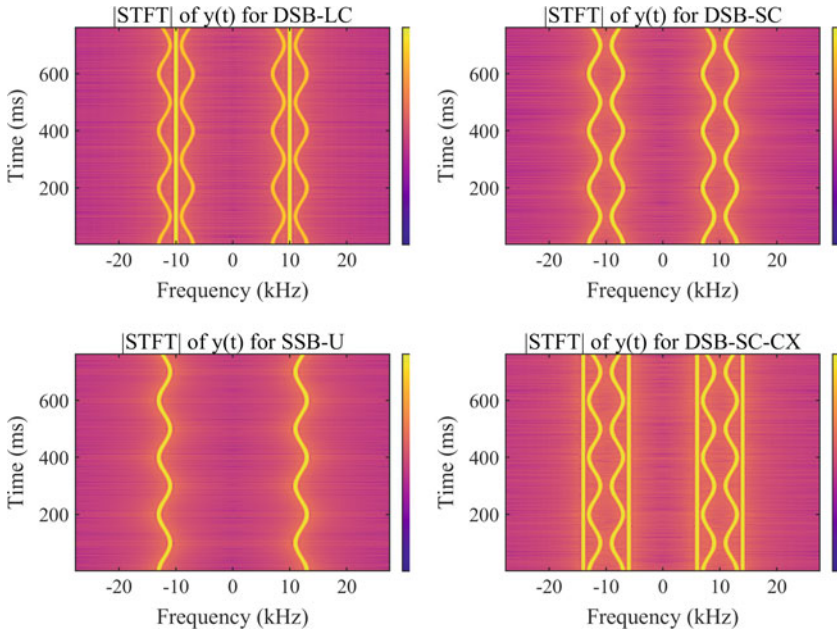 |STFT| of y(t) for DSB-LC
Time (ms)
600
400
200
-20 -10 0 10 20
Frequency (kHz)
|STFT| of y(t) for DSB-SC
Time (ms)
600
400
200
-20 -10 0 10 20
Frequency (kHz)
|STFT| of y(t) for SSB-U
Time (ms)
600
400
200
-20 -10 0 10 20
Frequency (kHz)
|STFT| of y(t) for DSB-SC-CX
Time (ms)
600
400
200
-20 -10 0 10 20
Frequency (kHz)